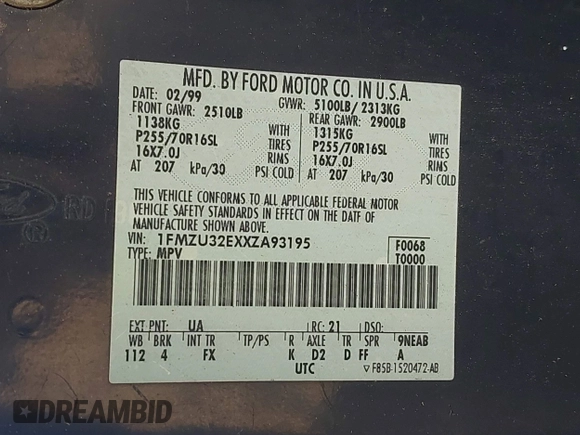 MFD. BY FORD MOTOR CO. IN U.S.A.
DATE: 02/99 GVWR: 5100LB/ 2313KG
FRONT GAWR: 2510LB REAR GAWR: 2900LB
1138KG WITH 1315KG WITH
P255/70R16SL TIRES P255/70R16SL TIRES
16X7.0J RIMS 16X7.0J RIMS
AT 207 kPa/30 PSI COLD AT 207 kPa/30 PSI COLD
THIS VEHICLE CONFORMS TO ALL APPLICABLE FEDERAL MOTOR
VEHICLE SAFETY STANDARDS IN EFFECT ON THE DATE OF
MANUFACTURE SHOWN ABOVE.
VIN: 1FMZU32EXXZA93195 F0068
TYPE: MPV T0000
EXT PNT: UA RC: 21 DSO:
WB BRK INT TR TP/PS R AXLE TR SPR 9NEAB
112 4 FX K D2 D FF A
UTC ▽ F85B-1520472-AB
DREAMBID